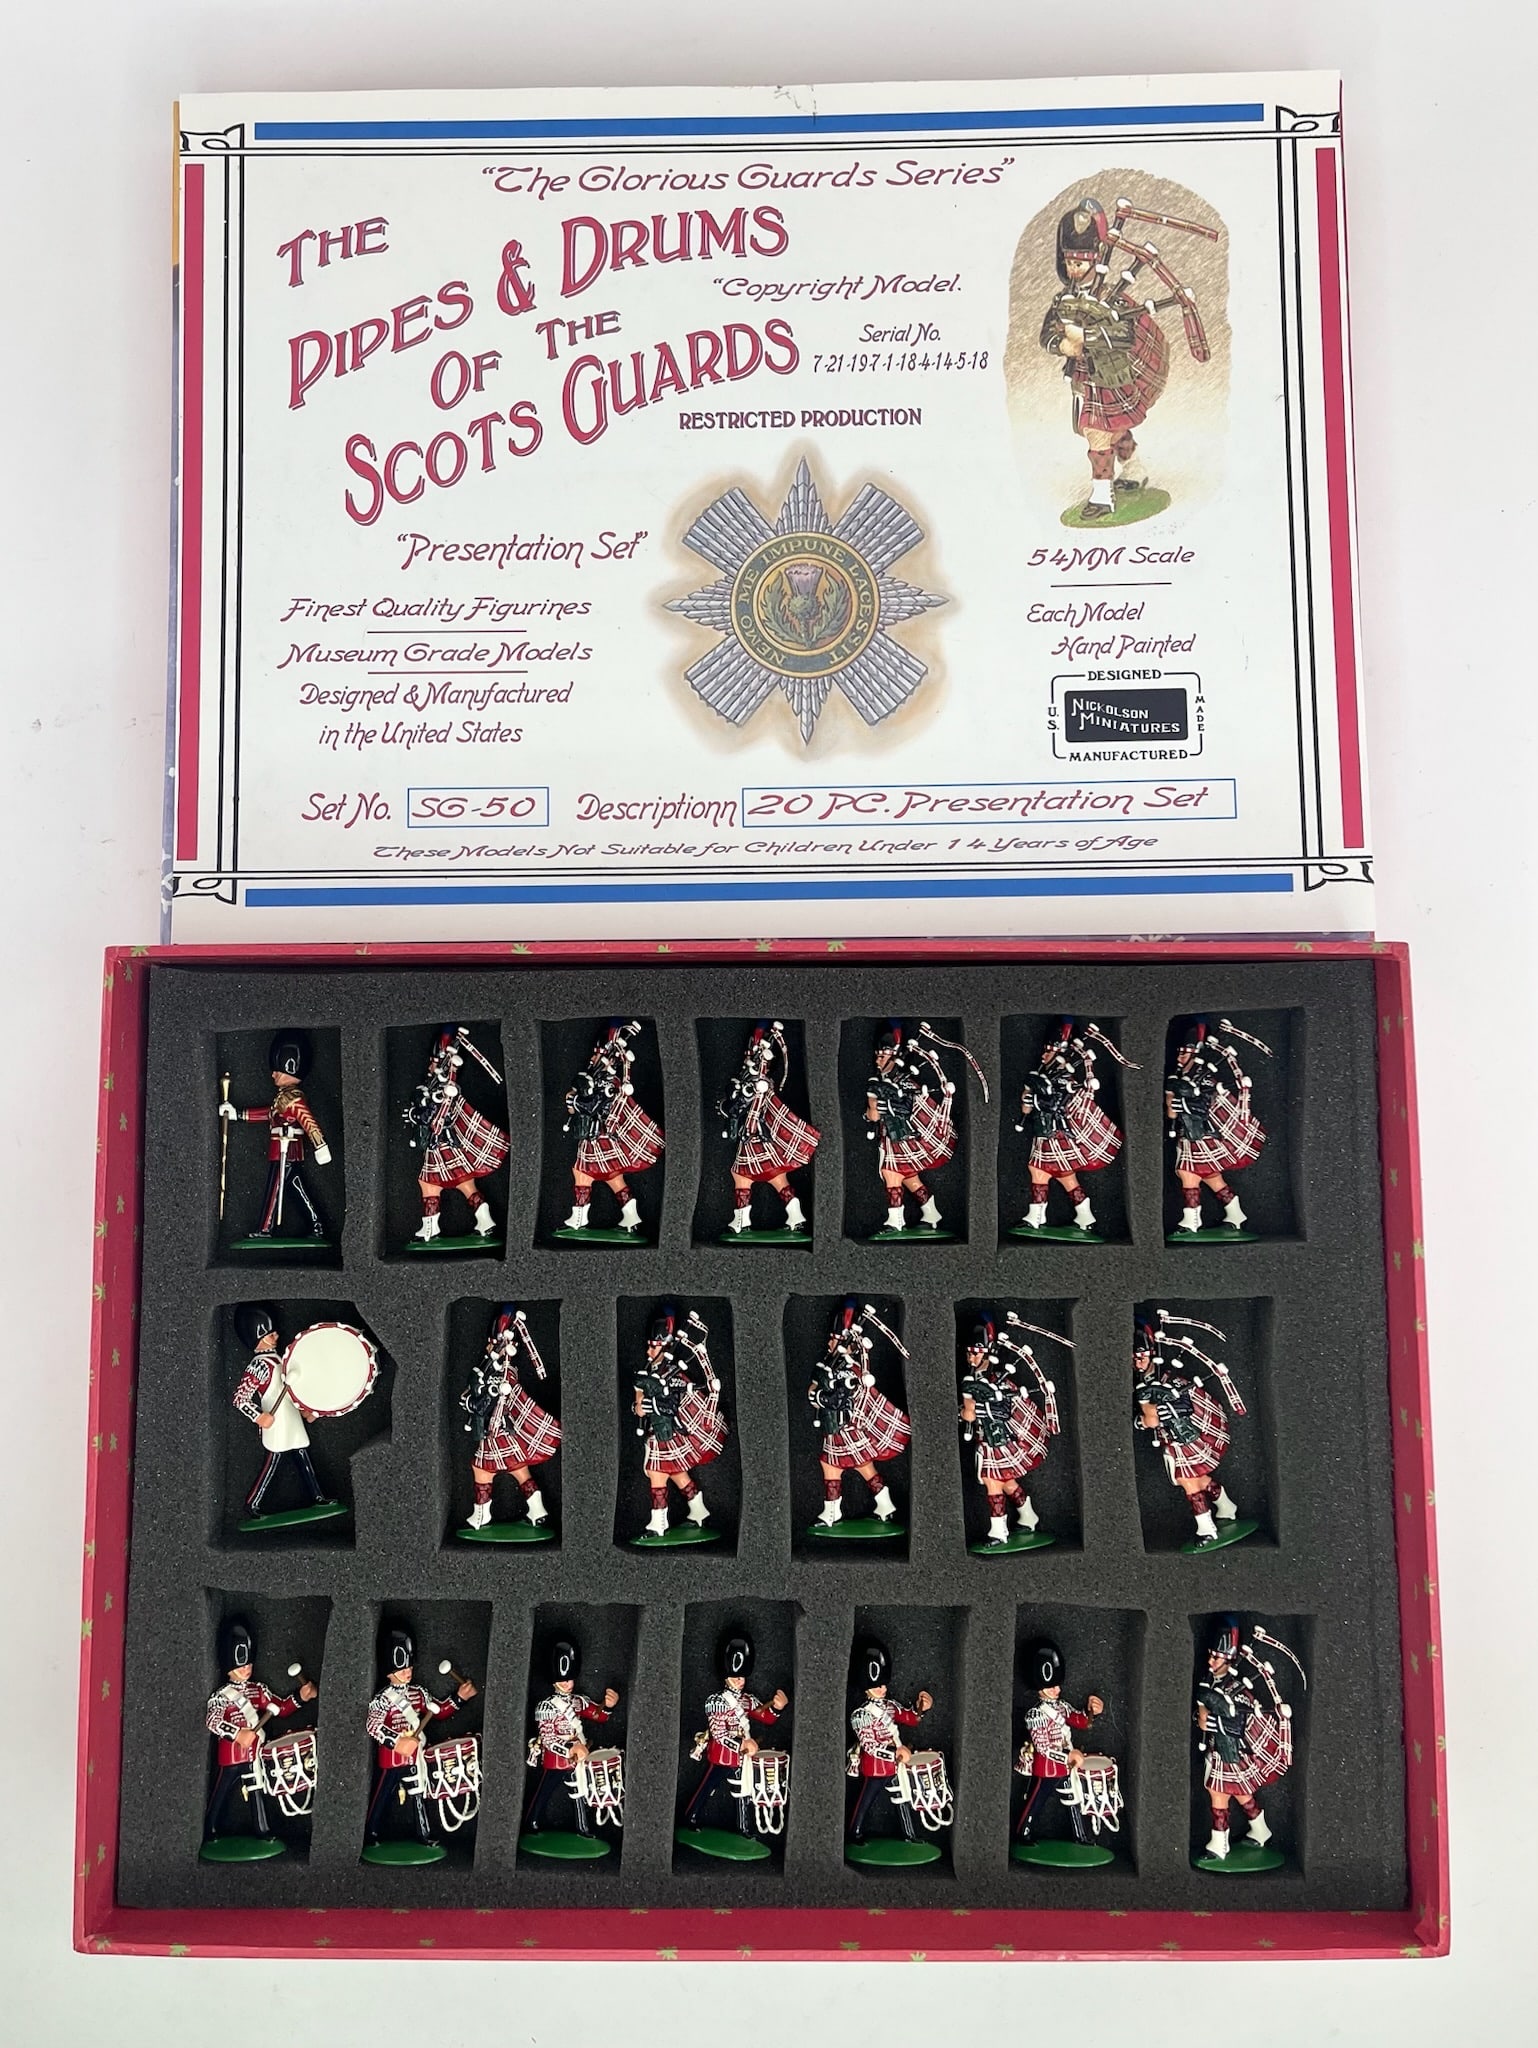 "The Glorious Guards Series"
THE
PIPES & DRUMS
OF THE
SCOTS GUARDS
"Copyright Model.
Serial No.
7-21-19-7-1-18-4-14-5-18
RESTRICTED PRODUCTION
"Presentation Set"
Finest Quality Figurines
Museum Grade Models
Designed & Manufactured
in the United States
NEMO ME IMPUNE LACESSIT
54MM Scale
Each Model
Hand Painted
DESIGNED
U.S.
NICKOLSON
MINIATURES
MADE
MANUFACTURED
Set No. SG-50 Descriptionn 20 PC. Presentation Set
These Models Not Suitable for Children Under 14 Years of Age